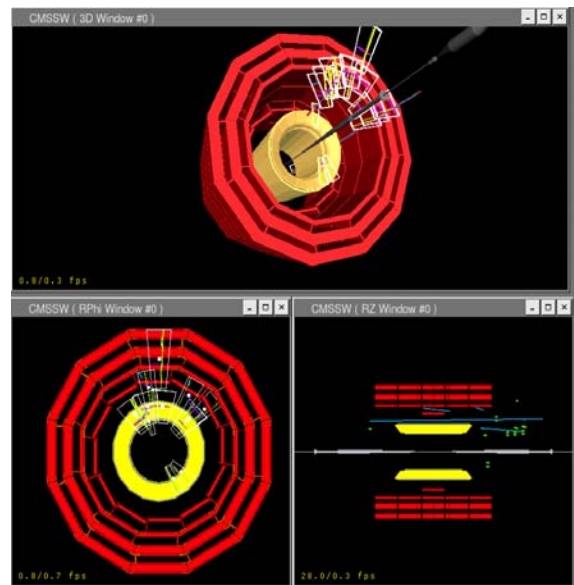 CMSSW ( 3D Window #0 )
0.8/0.3 fps
CMSSW ( RPhi Window #0 )
0.8/0.7 fps
CMSSW ( RZ Window #0 )
20.0/0.3 fps